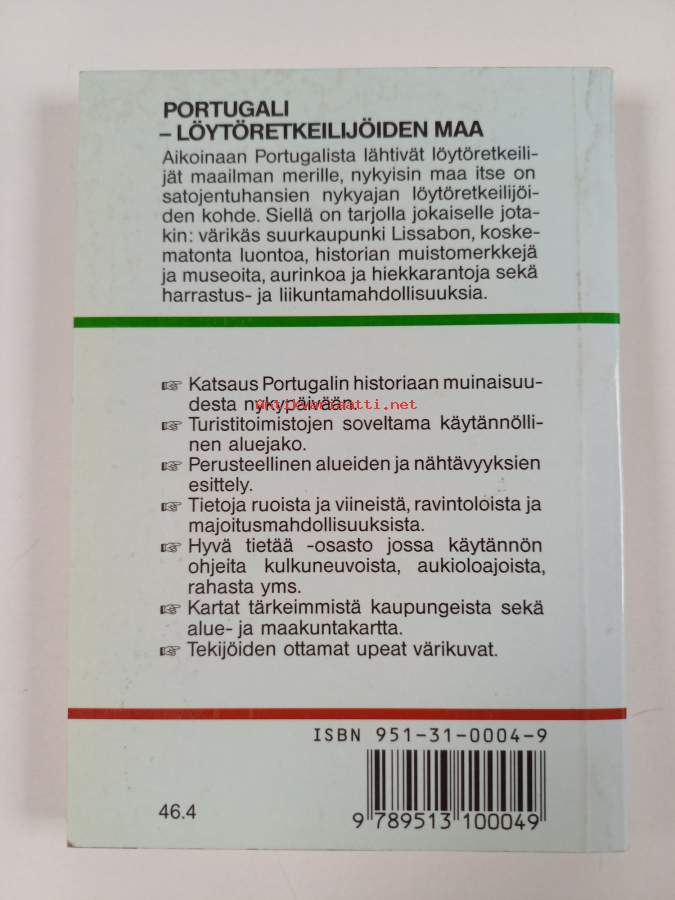 PORTUGALI
– LÖYTÖRETKEILIJÖIDEN MAA
Aikoinaan Portugalista lähtivät löytöretkeili-
jät maailman merille, nykyisin maa itse on
satojentuhansien nykyajan löytöretkeilijöi-
den kohde. Siellä on tarjolla jokaiselle jota-
kin: värikäs suurkaupunki Lissabon, koske-
matonta luontoa, historian muistomerkkejä
ja museoita, aurinkoa ja hiekkarantoja sekä
harrastus- ja liikuntamahdollisuuksia.
☞ Katsaus Portugalin historiaan muinaisuu-
desta nykypäivään.
Antikvariaatti.net
☞ Turistitoimistojen soveltama käytännölli-
nen aluejako.
☞ Perusteellinen alueiden ja nähtävyyksien
esittely.
☞ Tietoja ruoista ja viineistä, ravintoloista ja
majoitusmahdollisuuksista.
☞ Hyvä tietää -osasto jossa käytännön
ohjeita kulkuneuvoista, aukioloajoista,
rahasta yms.
☞ Kartat tärkeimmistä kaupungeista sekä
alue- ja maakuntakartta.
☞ Tekijöiden ottamat upeat värikuvat.
ISBN 951-31-0004-9
46.4
9 789513 100049